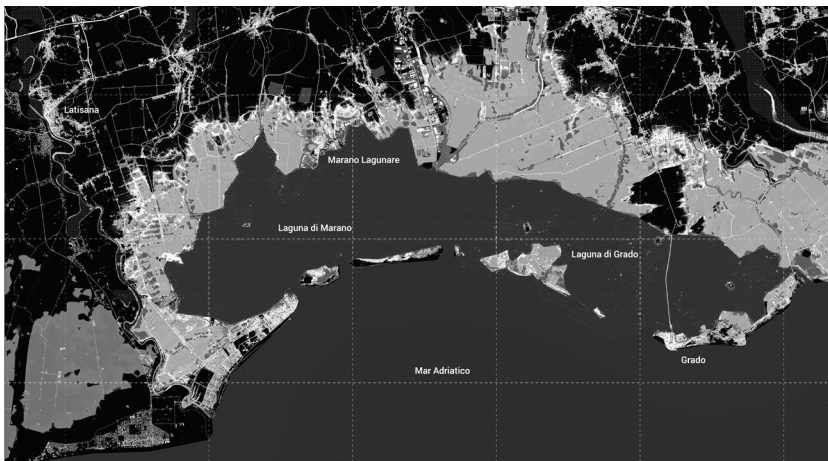 Latisana
Marano Lagunare
Laguna di Marano
Laguna di Grado
Grado
Mar Adriatico